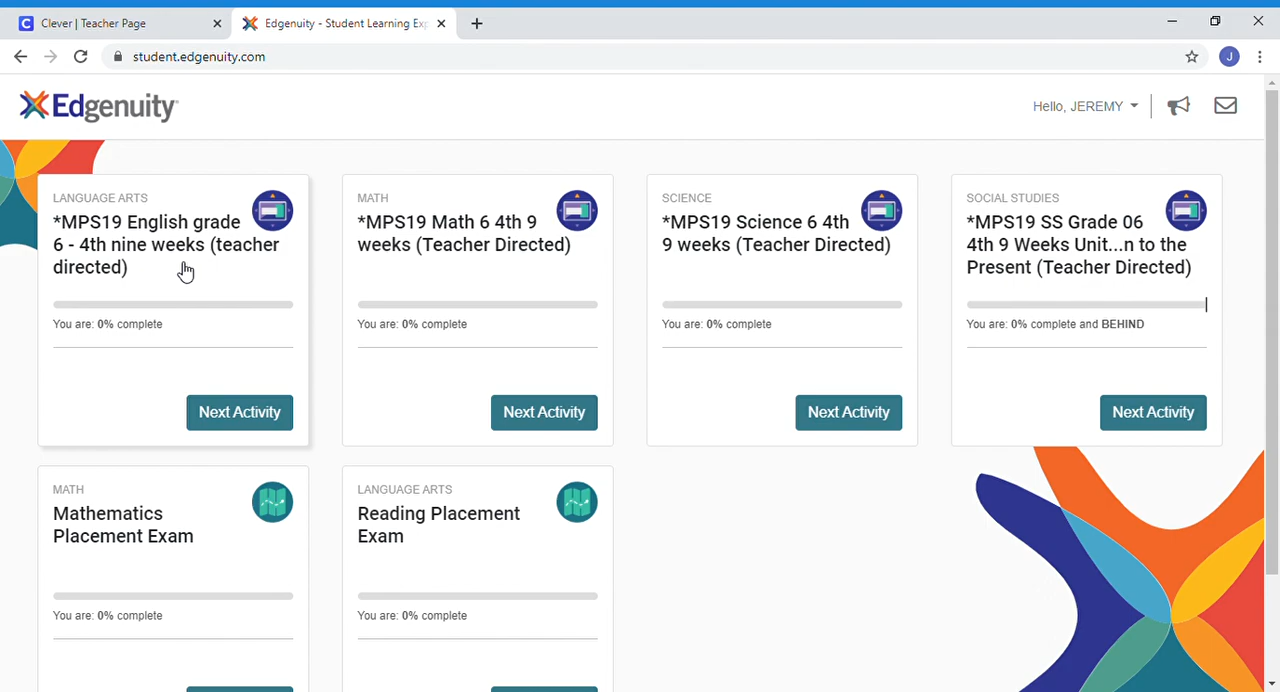 Clever | Teacher Page
Edgenuity - Student Learning Exp
student.edgenuity.com
J
Edgenuity
Hello, JEREMY
LANGUAGE ARTS
*MPS19 English grade
6 - 4th nine weeks (teacher
directed)
You are: 0% complete
Next Activity
MATH
*MPS19 Math 6 4th 9
weeks (Teacher Directed)
You are: 0% complete
Next Activity
SCIENCE
*MPS19 Science 6 4th
9 weeks (Teacher Directed)
You are: 0% complete
Next Activity
SOCIAL STUDIES
*MPS19 SS Grade 06
4th 9 Weeks Unit...n to the
Present (Teacher Directed)
You are: 0% complete and BEHIND
Next Activity
MATH
Mathematics
Placement Exam
You are: 0% complete
LANGUAGE ARTS
Reading Placement
Exam
You are: 0% complete